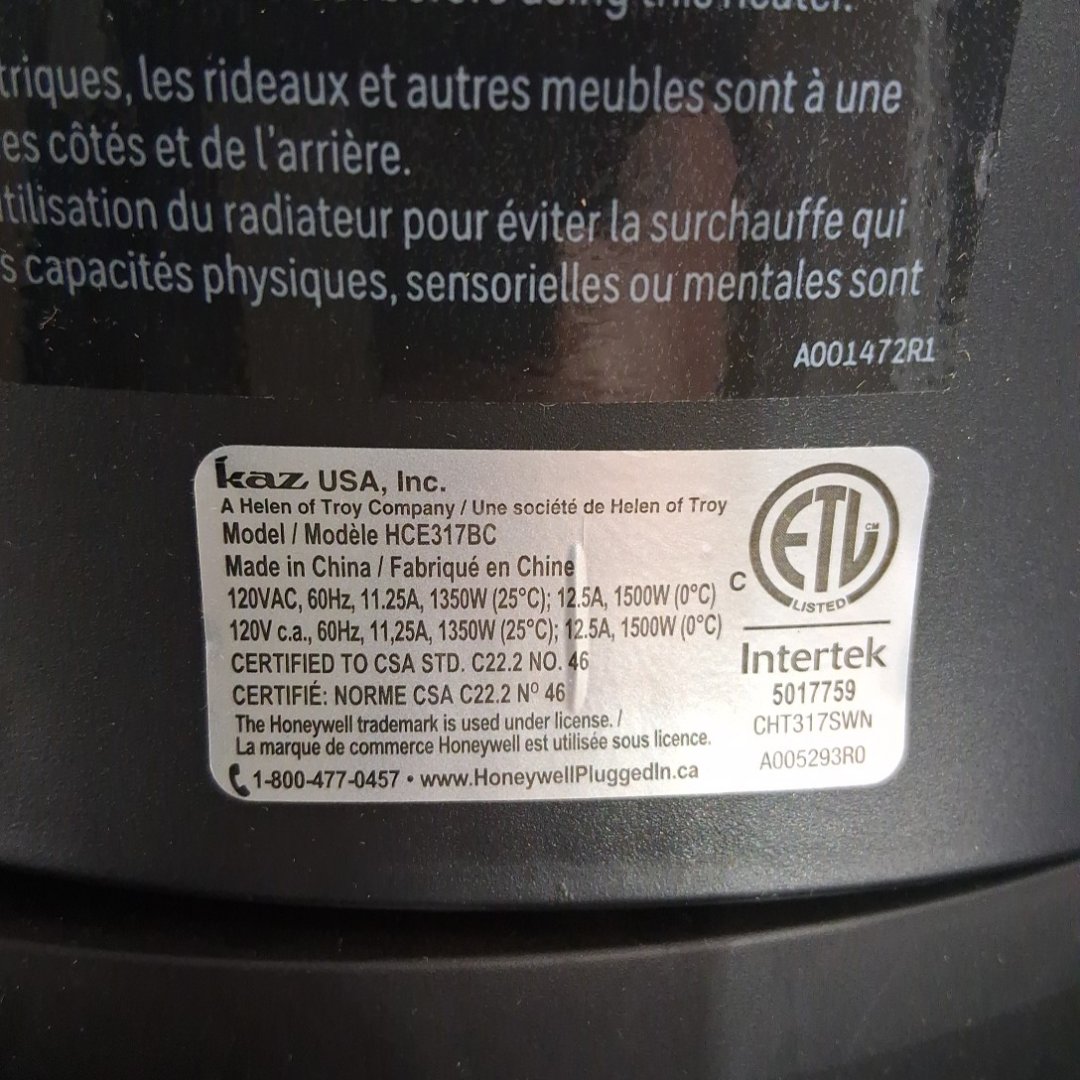 using this heater.
triques, les rideaux et autres meubles sont à une
es côtés et de l'arrière.
tilisation du radiateur pour éviter la surchauffe qui
s capacités physiques, sensorielles ou mentales sont
A001472R1
kaz USA, Inc.
A Helen of Troy Company / Une société de Helen of Troy
Model / Modèle HCE317BC
Made in China / Fabriqué en Chine
120VAC, 60Hz, 11.25A, 1350W (25°C); 12.5A, 1500W (0°C)
120V c.a., 60Hz, 11,25A, 1350W (25°C); 12.5A, 1500W (0°C)
CERTIFIED TO CSA STD. C22.2 NO. 46
CERTIFIÉ: NORME CSA C22.2 Nº 46
The Honeywell trademark is used under license. /
La marque de commerce Honeywell est utilisée sous licence.
1-800-477-0457 • www.HoneywellPluggedIn.ca
ETL CM
C
LISTED
Intertek
5017759
CHT317SWN
A005293R0